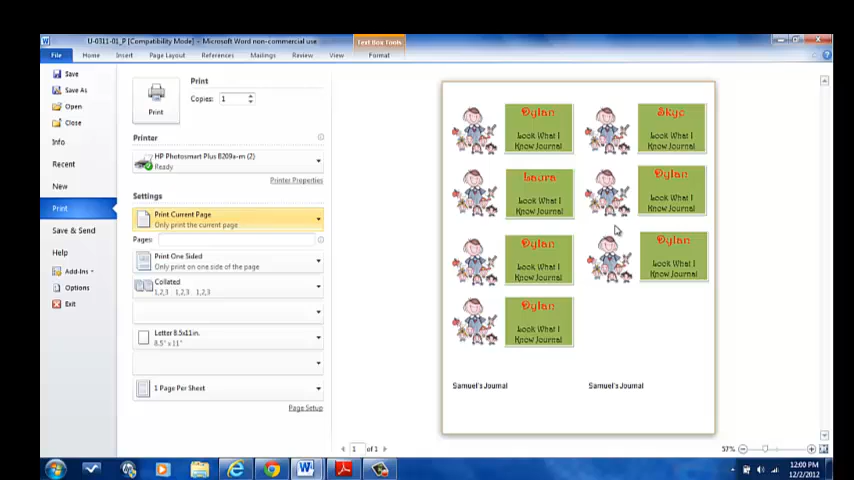 U-0311-01_P [Compatibility Mode] - Microsoft Word non-commercial use
Text Box Tools
File Home Insert Page Layout References Mailings Review View Format
Save
Save As
Open
Close
Info
Recent
New
Print
Save & Send
Help
Add-Ins
Options
Exit
Print
Print
Copies: 1
Printer
HP Photosmart Plus B209a-m (2)
Ready
Printer Properties
Settings
Print Current Page
Only print the current page
Pages:
Print One Sided
Only print on one side of the page
Collated
1,2,3 1,2,3 1,2,3
Letter 8.5x11in.
8.5" x 11"
1 Page Per Sheet
Page Setup
Dylan
Look What I
Know Journal
Skye
Look What I
Know Journal
Laura
Look What I
Know Journal
Dylan
Look What I
Know Journal
Dylan
Look What I
Know Journal
Dylan
Look What I
Know Journal
Dylan
Look What I
Know Journal
Samuel's Journal
Samuel's Journal
1 of 1
57%
12:00 PM
12/2/2012